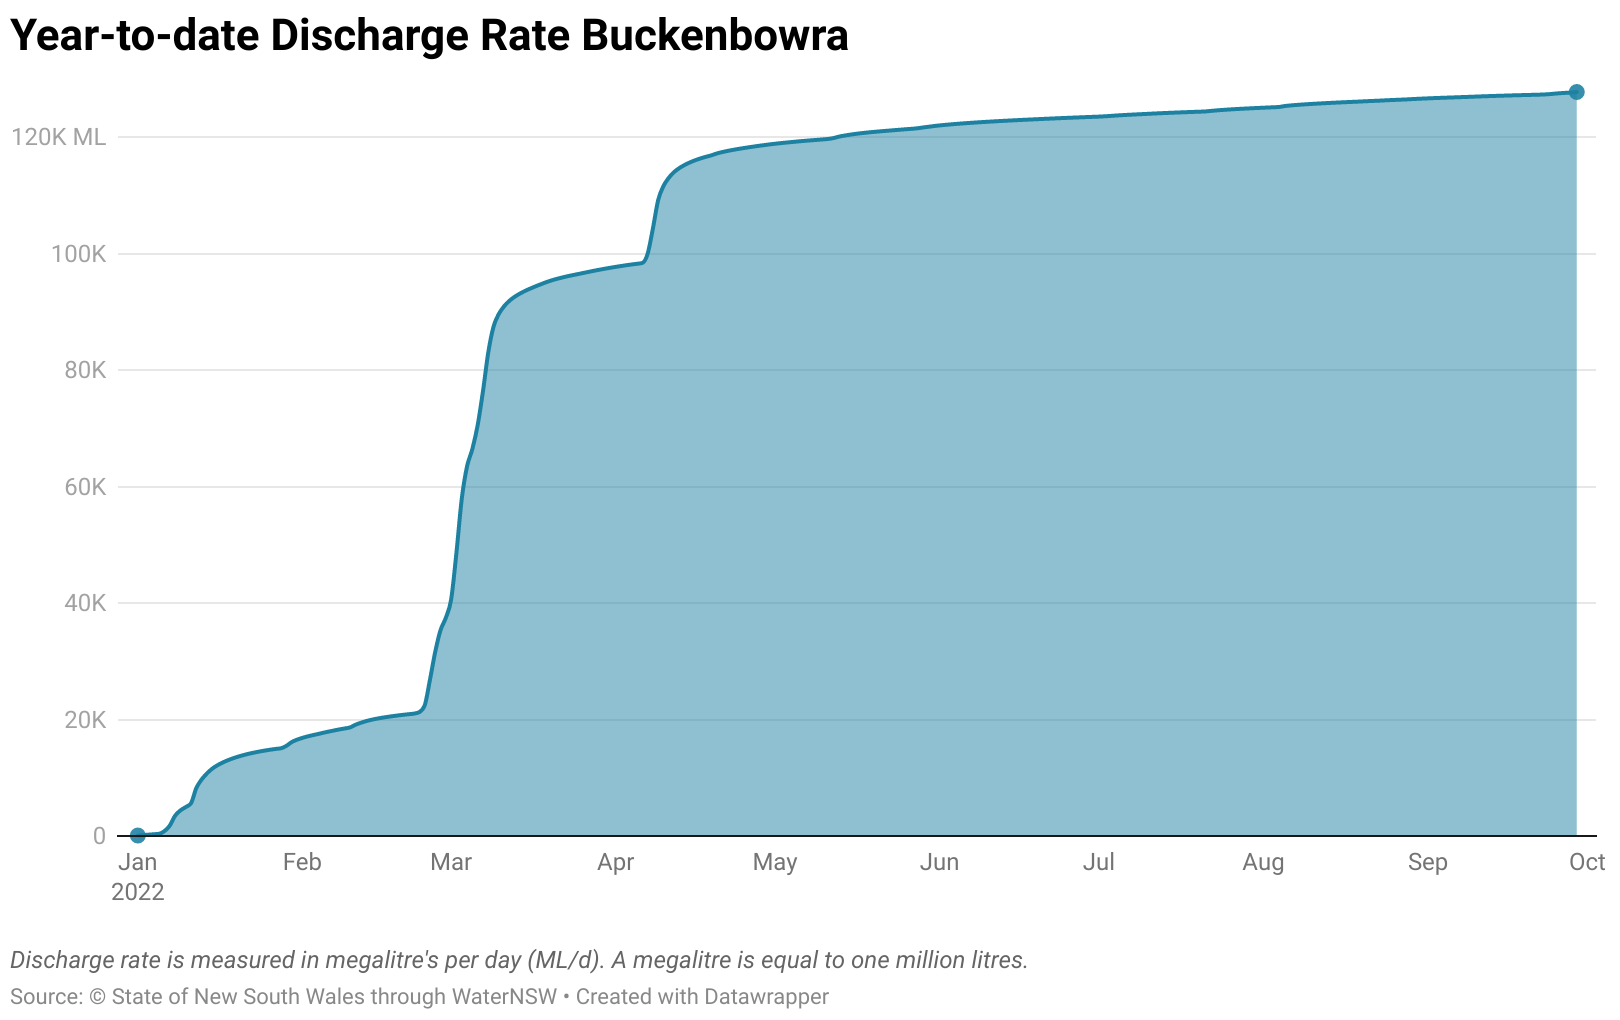 Year-to-date Discharge Rate Buckenbowra
120K ML
100K
80K
60K
40K
20K
0
Jan Feb Mar Apr May Jun Jul Aug Sep Oct
2022
Discharge rate is measured in megalitre's per day (ML/d). A megalitre is equal to one million litres.
Source: © State of New South Wales through WaterNSW • Created with Datawrapper